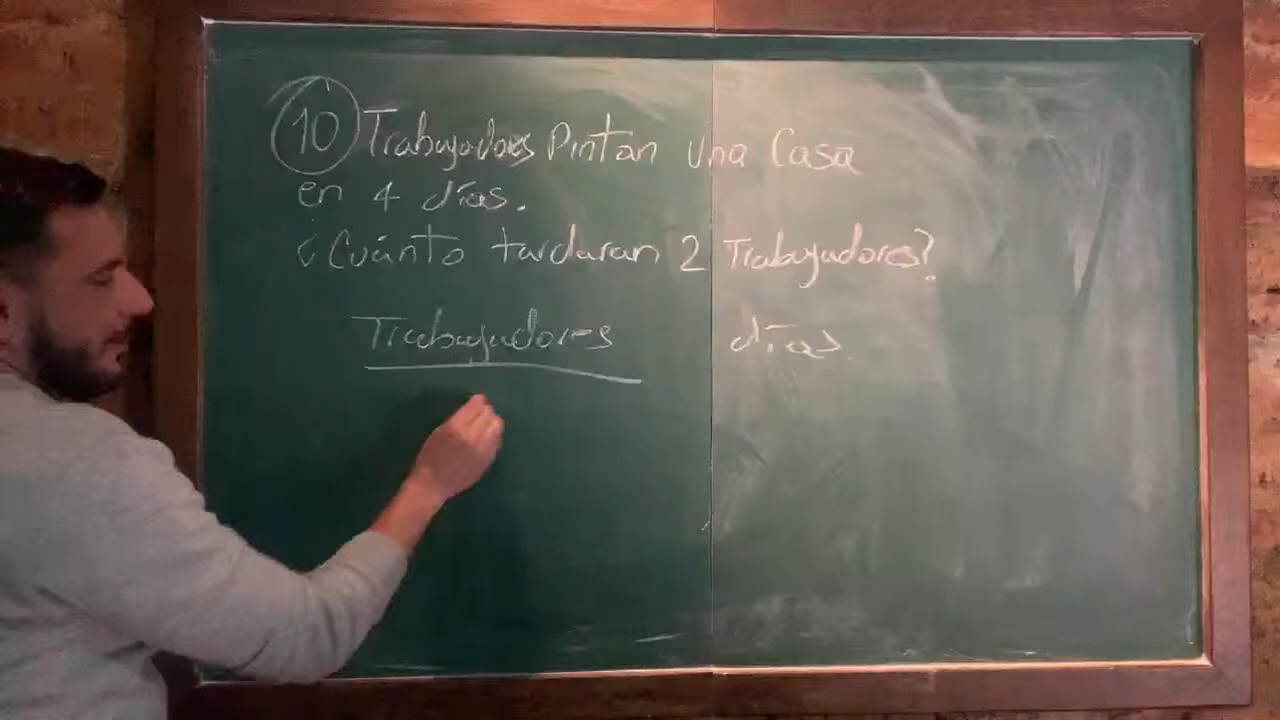 10 Trabajadores Pintan Una Casa
en 4 días.
¿Cuánto tardaran 2 Trabajadores?
Trabajadores días